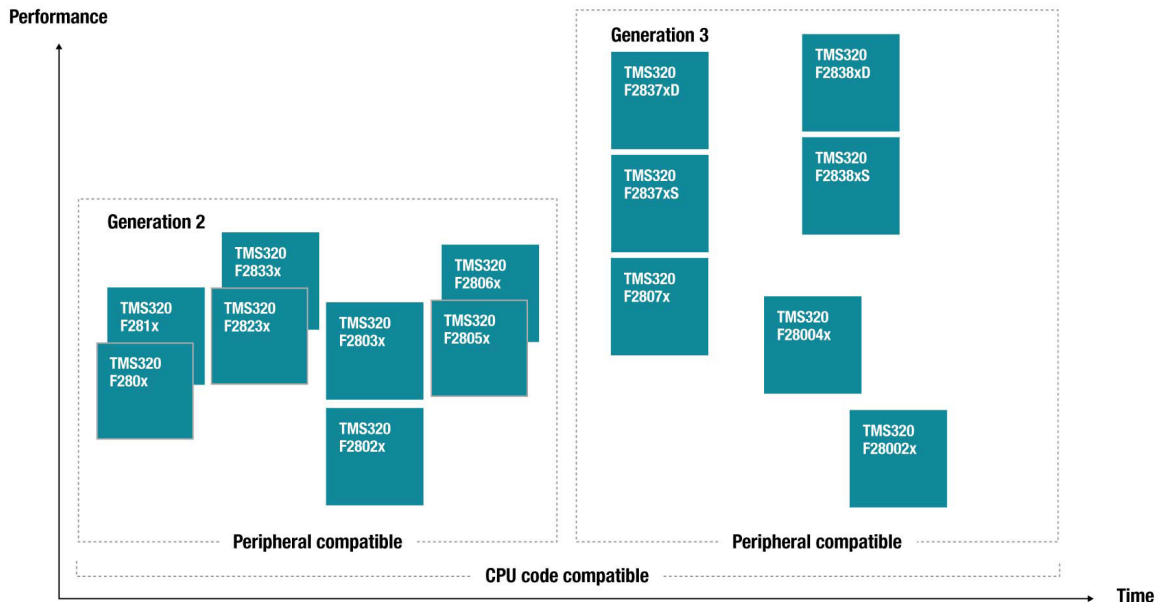 Performance
Generation 3
TMS320
F2837xD
TMS320
F2838xD
TMS320
F2837xS
TMS320
F2838xS
TMS320
F2807x
TMS320
F28004x
TMS320
F28002x
Peripheral compatible
Generation 2
TMS320
F2833x
TMS320
F2806x
TMS320
F281x
TMS320
F2823x
TMS320
F2803x
TMS320
F2805x
TMS320
F280x
TMS320
F2802x
Peripheral compatible
CPU code compatible
Time